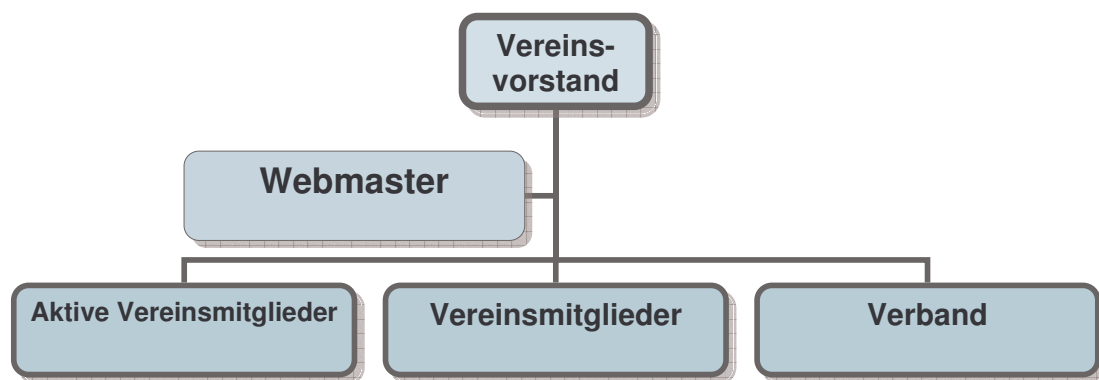 Vereins-
vorstand
Webmaster
Aktive Vereinsmitglieder
Vereinsmitglieder
Verband